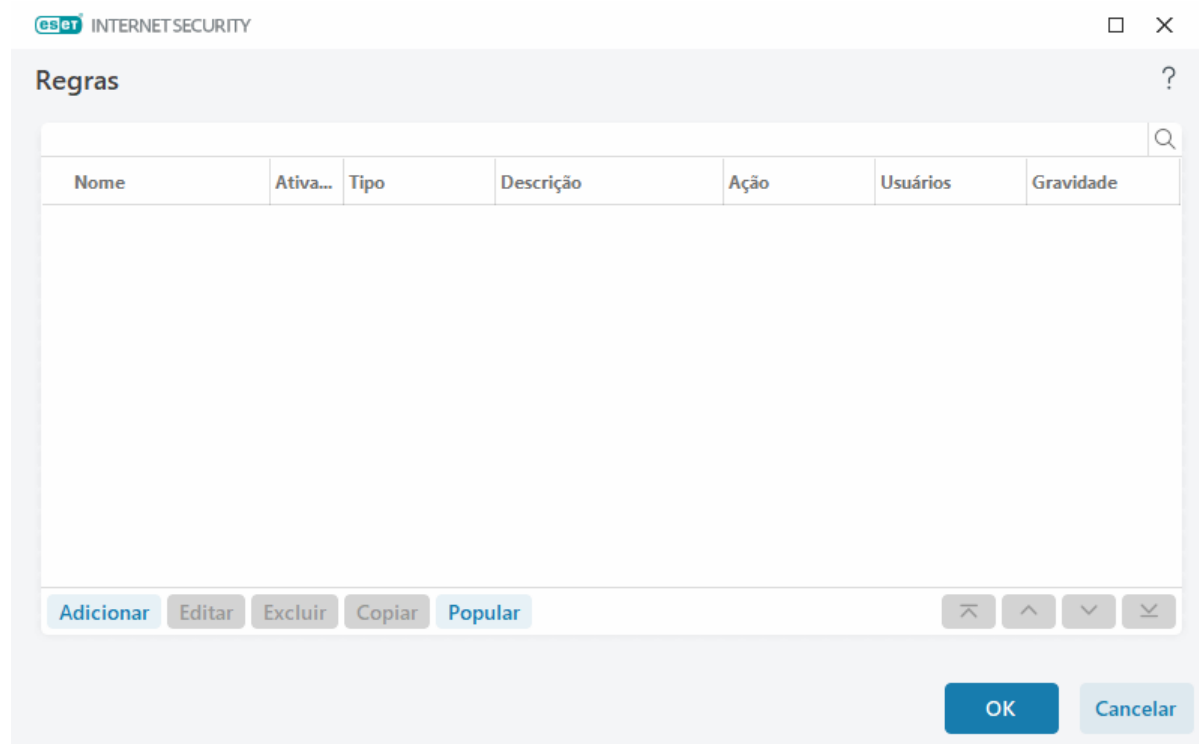 eset INTERNET SECURITY
Regras
?
Nome Ativa... Tipo Descrição Ação Usuários Gravidade
Adicionar Editar Excluir Copiar Popular
OK Cancelar